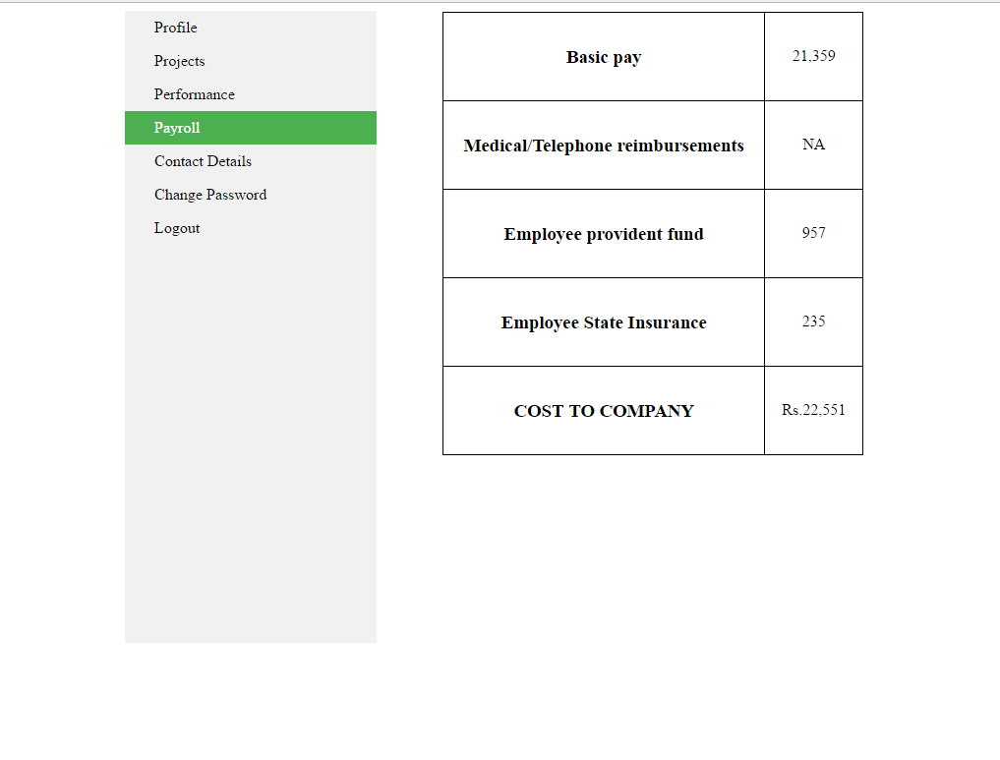 Profile
Projects
Performance
Payroll
Contact Details
Change Password
Logout
Basic pay 21,359
Medical/Telephone reimbursements NA
Employee provident fund 957
Employee State Insurance 235
COST TO COMPANY Rs.22,551